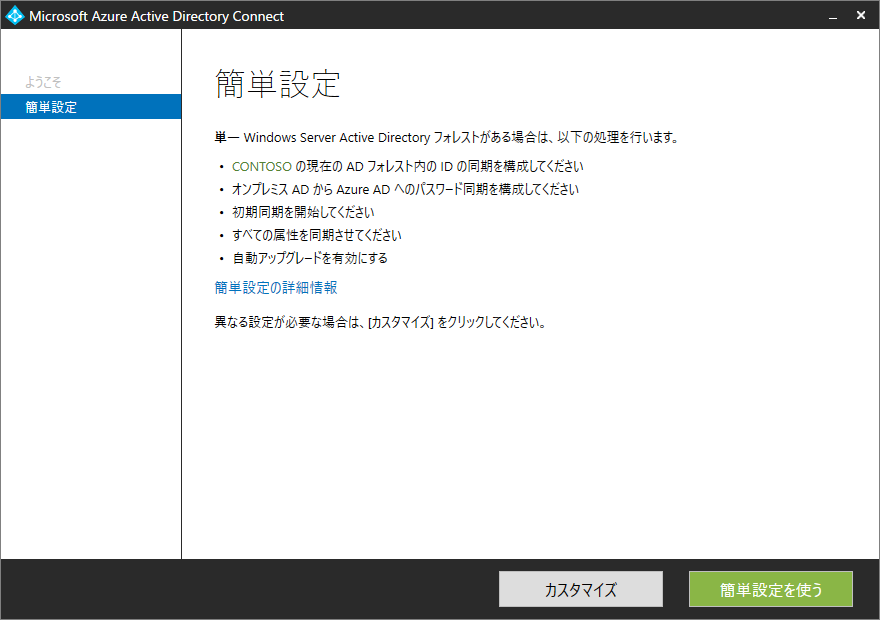 Microsoft Azure Active Directory Connect
ようこそ
簡単設定
簡単設定
単一 Windows Server Active Directory フォレストがある場合は、以下の処理を行います。
• CONTOSO の現在の AD フォレスト内の ID の同期を構成してください
• オンプレミス AD から Azure AD へのパスワード同期を構成してください
• 初期同期を開始してください
• すべての属性を同期させてください
• 自動アップグレードを有効にする
簡単設定の詳細情報
異なる設定が必要な場合は、[カスタマイズ] をクリックしてください。
カスタマイズ
簡単設定を使う